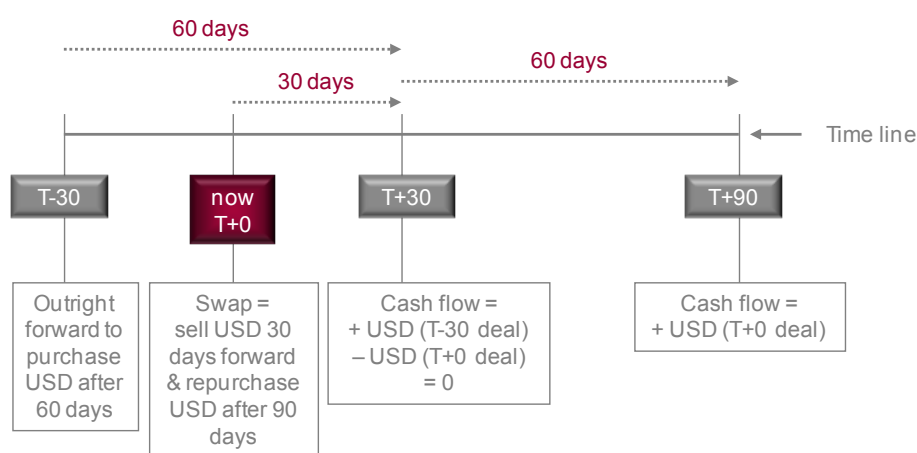 60 days
60 days
30 days
Time line
T-30
now
T+0
T+30
T+90
Outright
forward to
purchase
USD after
60 days
Swap =
sell USD 30
days forward
& repurchase
USD after 90
days
Cash flow =
+ USD (T-30 deal)
– USD (T+0 deal)
= 0
Cash flow =
+ USD (T+0 deal)